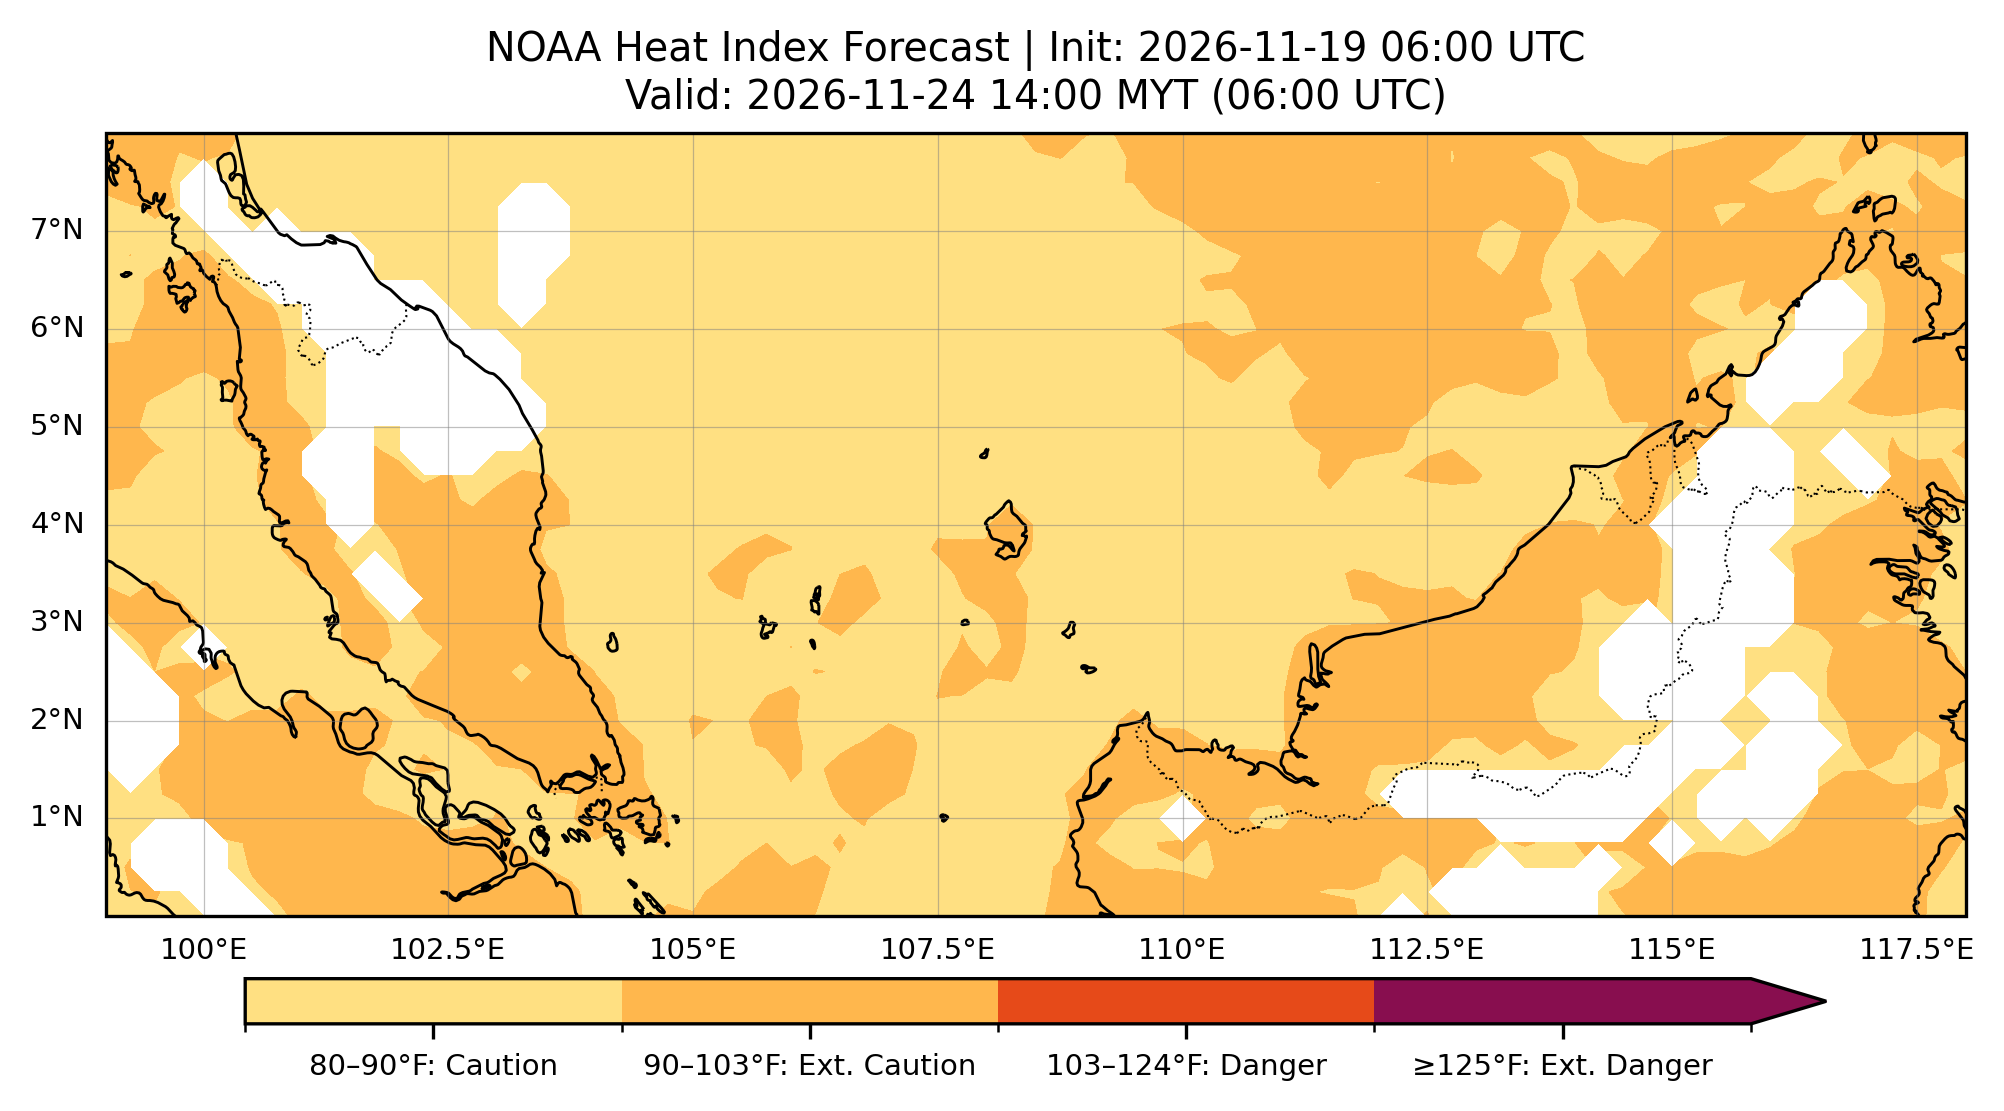 NOAA Heat Index Forecast | Init: 2026-11-19 06:00 UTC
Valid: 2026-11-24 14:00 MYT (06:00 UTC)
7°N
6°N
5°N
4°N
3°N
2°N
1°N
100°E
102.5°E
105°E
107.5°E
110°E
112.5°E
115°E
117.5°E
80–90°F: Caution
90–103°F: Ext. Caution
103–124°F: Danger
≥125°F: Ext. Danger